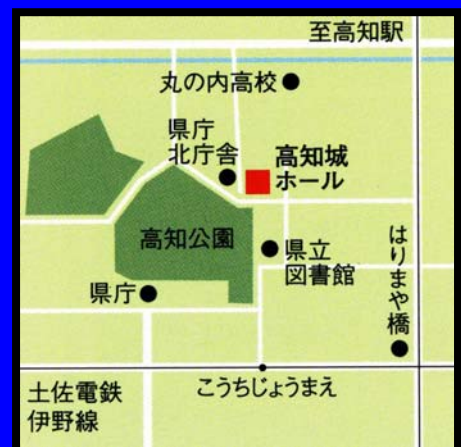 至高知駅
丸の内高校
県庁
北庁舎
高知城
ホール
高知公園
県立
図書館
はりまや橋
県庁
こうちじょうまえ
土佐電鉄
伊野線